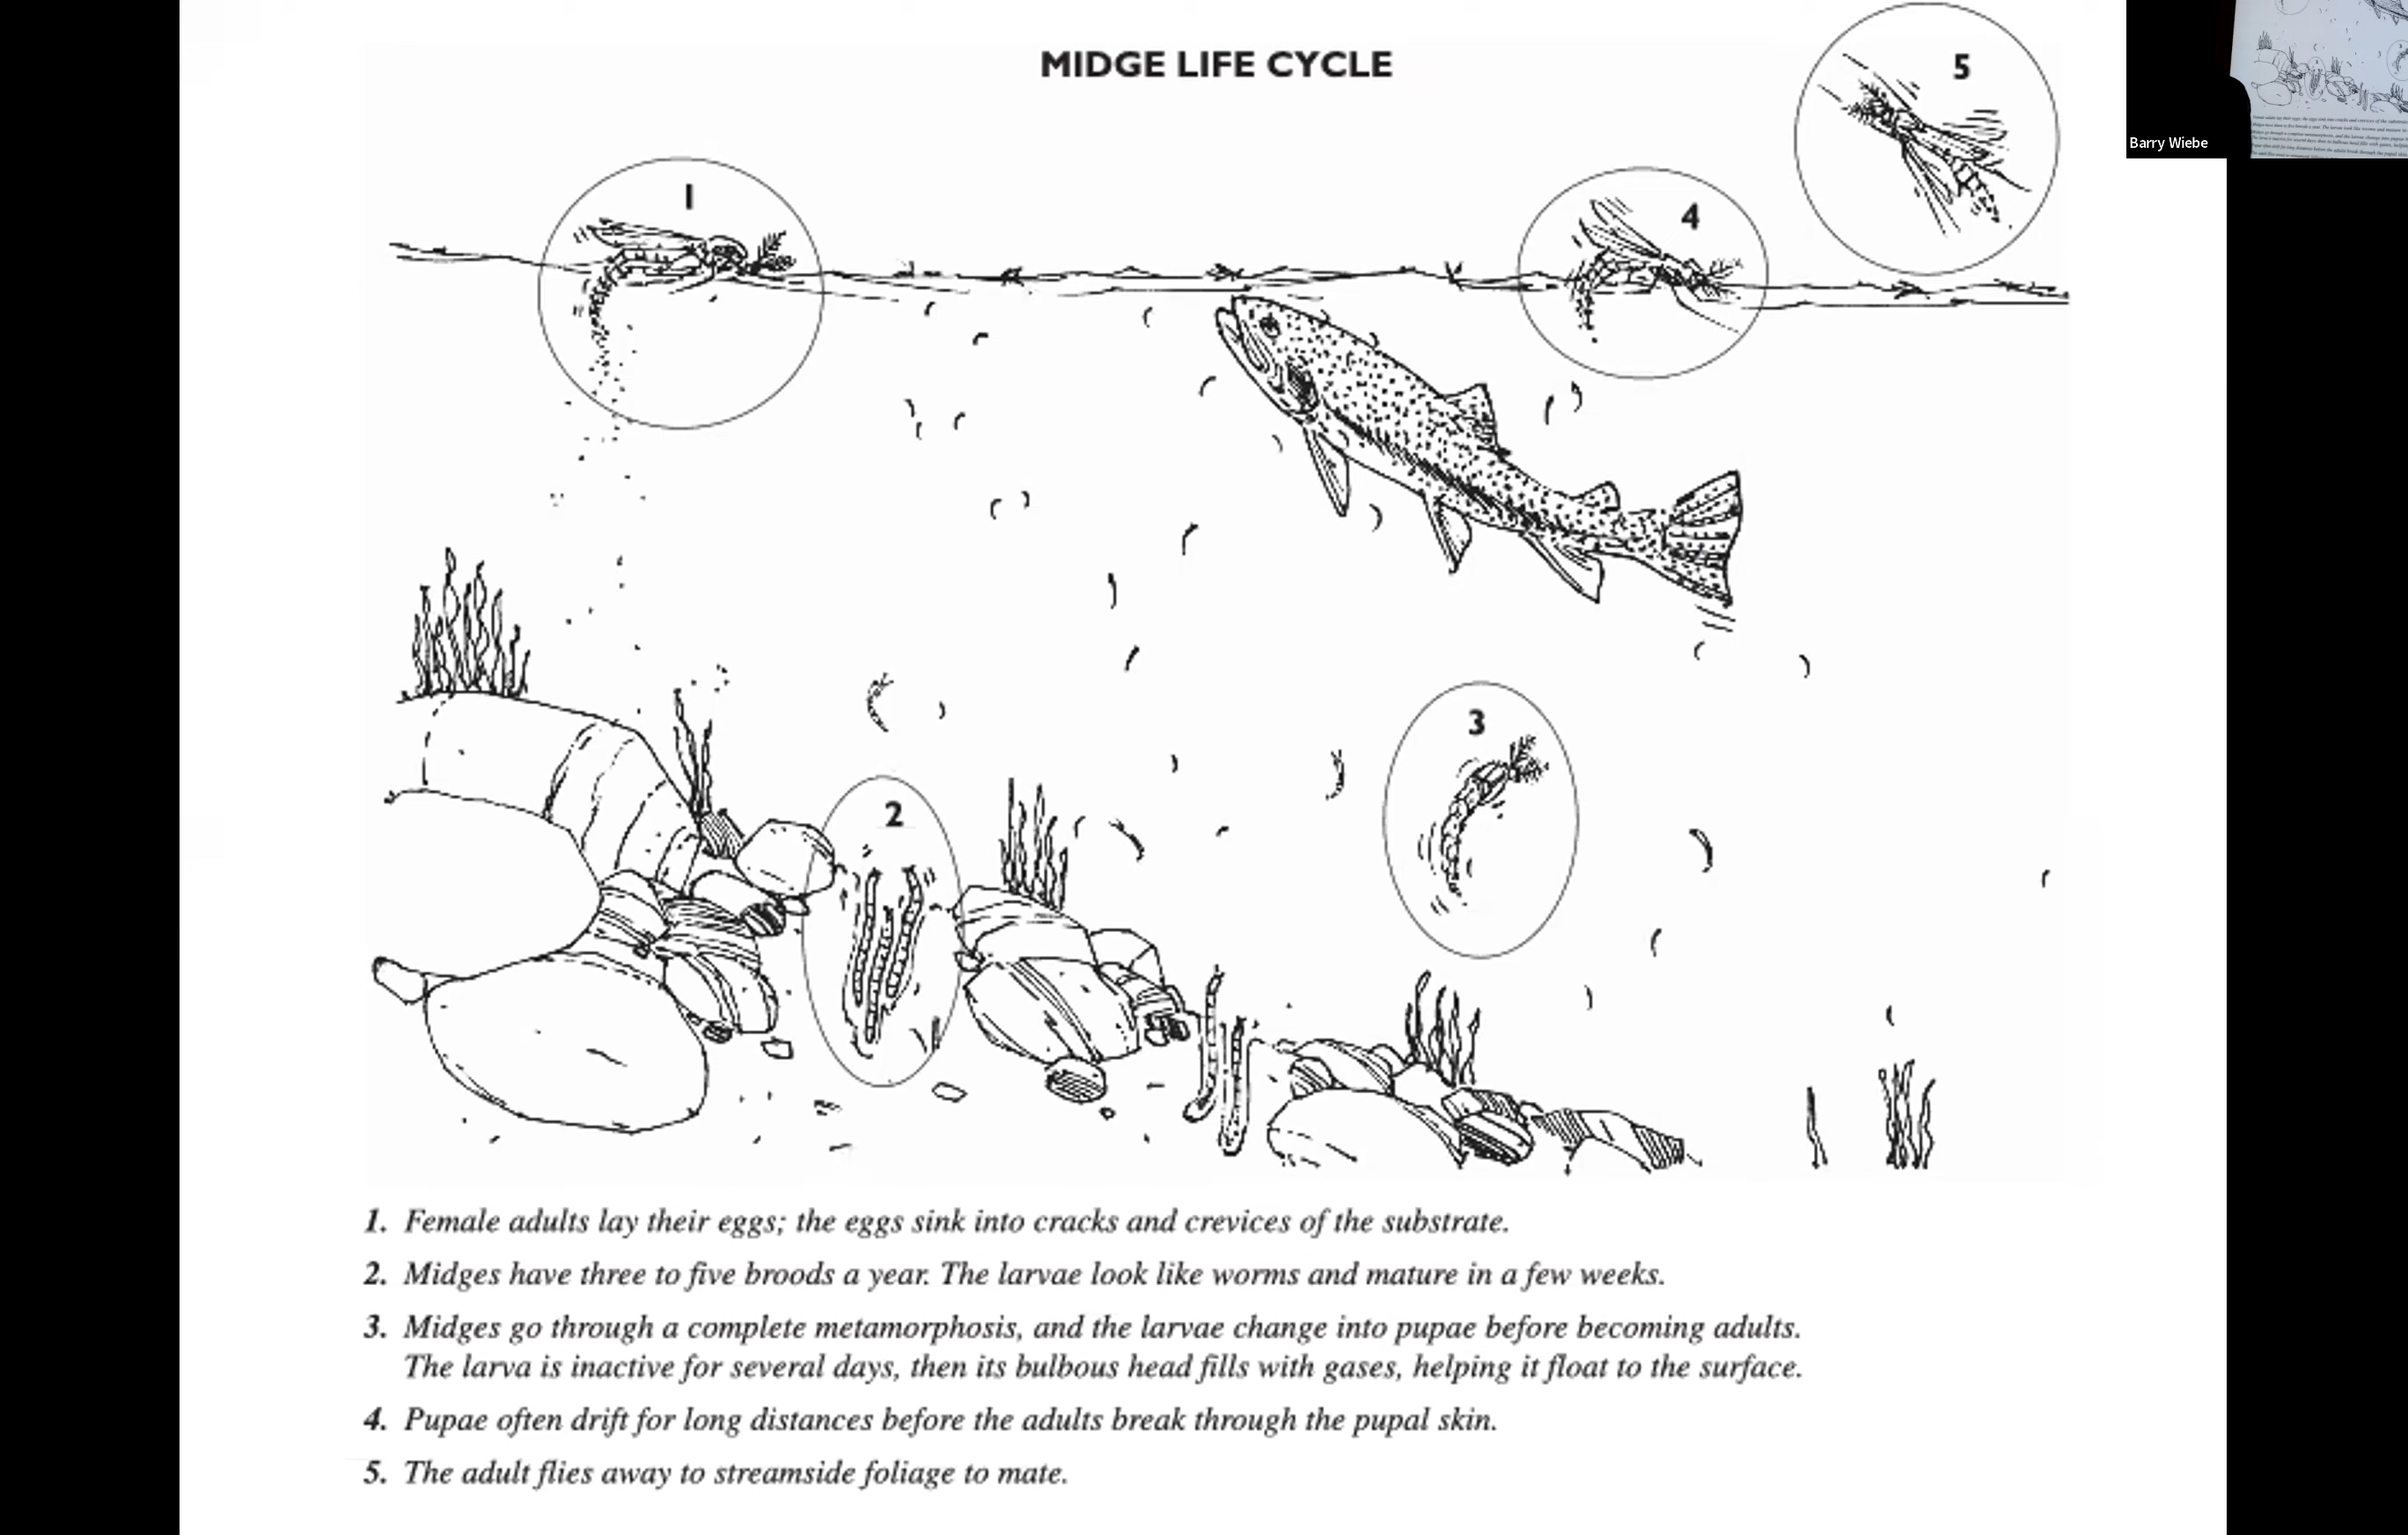 MIDGE LIFE CYCLE
5
1
4
Barry Wiebe
3
2
1. Female adults lay their eggs; the eggs sink into cracks and crevices of the substrate.
2. Midges have three to five broods a year. The larvae look like worms and mature in a few weeks.
3. Midges go through a complete metamorphosis, and the larvae change into pupae before becoming adults.
The larva is inactive for several days, then its bulbous head fills with gases, helping it float to the surface.
4. Pupae often drift for long distances before the adults break through the pupal skin.
5. The adult flies away to streamside foliage to mate.